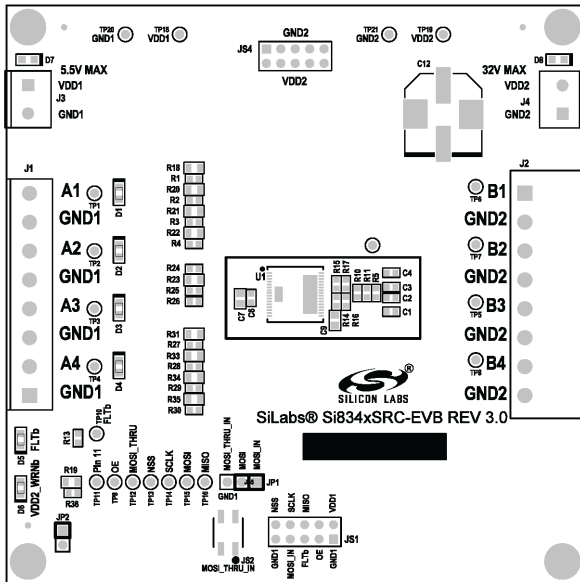 TP20
GND1
TP18
VDD1
GND2
JS4
VDD2
TP21
GND2
TP19
VDD2
D7
5.5V MAX
VDD1
J3
GND1
C12
32V MAX
D8
VDD2
J4
GND2
J1
A1
TP1
D1
GND1
A2
TP2
D2
GND1
A3
TP3
D3
GND1
A4
TP4
D4
GND1
R18
R1
R20
R2
R21
R3
R22
R4
R24
R23
R25
R26
R31
R27
R33
R28
R34
R29
R35
R30
U1
C7
C8
C9
R15
R17
R14
R16
R10
R11
R5
C4
C3
C2
C1
J2
TP6
B1
GND2
TP7
B2
GND2
TP5
B3
GND2
TP8
B4
GND2
SILICON LABS
SiLabs® Si834xSRC-EVB REV 3.0
TP10
FLTb
R13
D5
FLTb
D6
VDD2_WRNb
R19
R36
TP11
Pin 11
TP9
OE
TP12
MOSI_THRU
TP13
NSS
TP14
SCLK
TP15
MOSI
TP16
MISO
MOSI_THRU_IN
MOSI
MOSI_IN
GND1
JP1
JP2
JS2
MOSI_THRU_IN
NSS
SCLK
MISO
VDD1
JS1
GND1
MOSI_IN
FLTb
OE
GND1